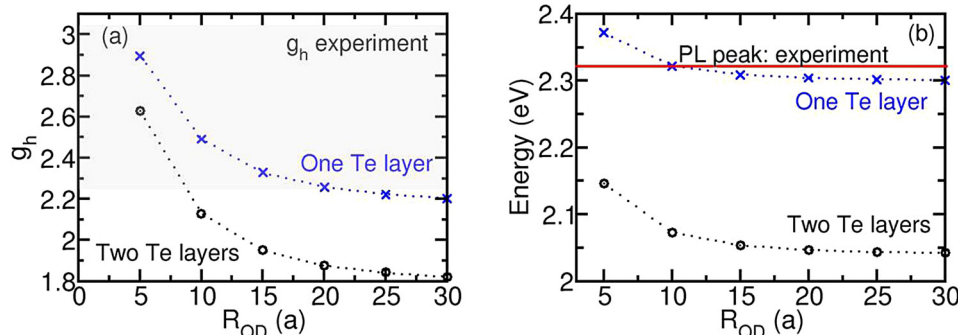 (a)
g_h experiment
3
2.8
2.6
2.4
2.2
2
1.8
g_h
One Te layer
Two Te layers
0 5 10 15 20 25 30
R_QD (a)
(b)
2.4
2.3
2.2
2.1
2
Energy (eV)
PL peak: experiment
One Te layer
Two Te layers
5 10 15 20 25 30
R_QD (a)